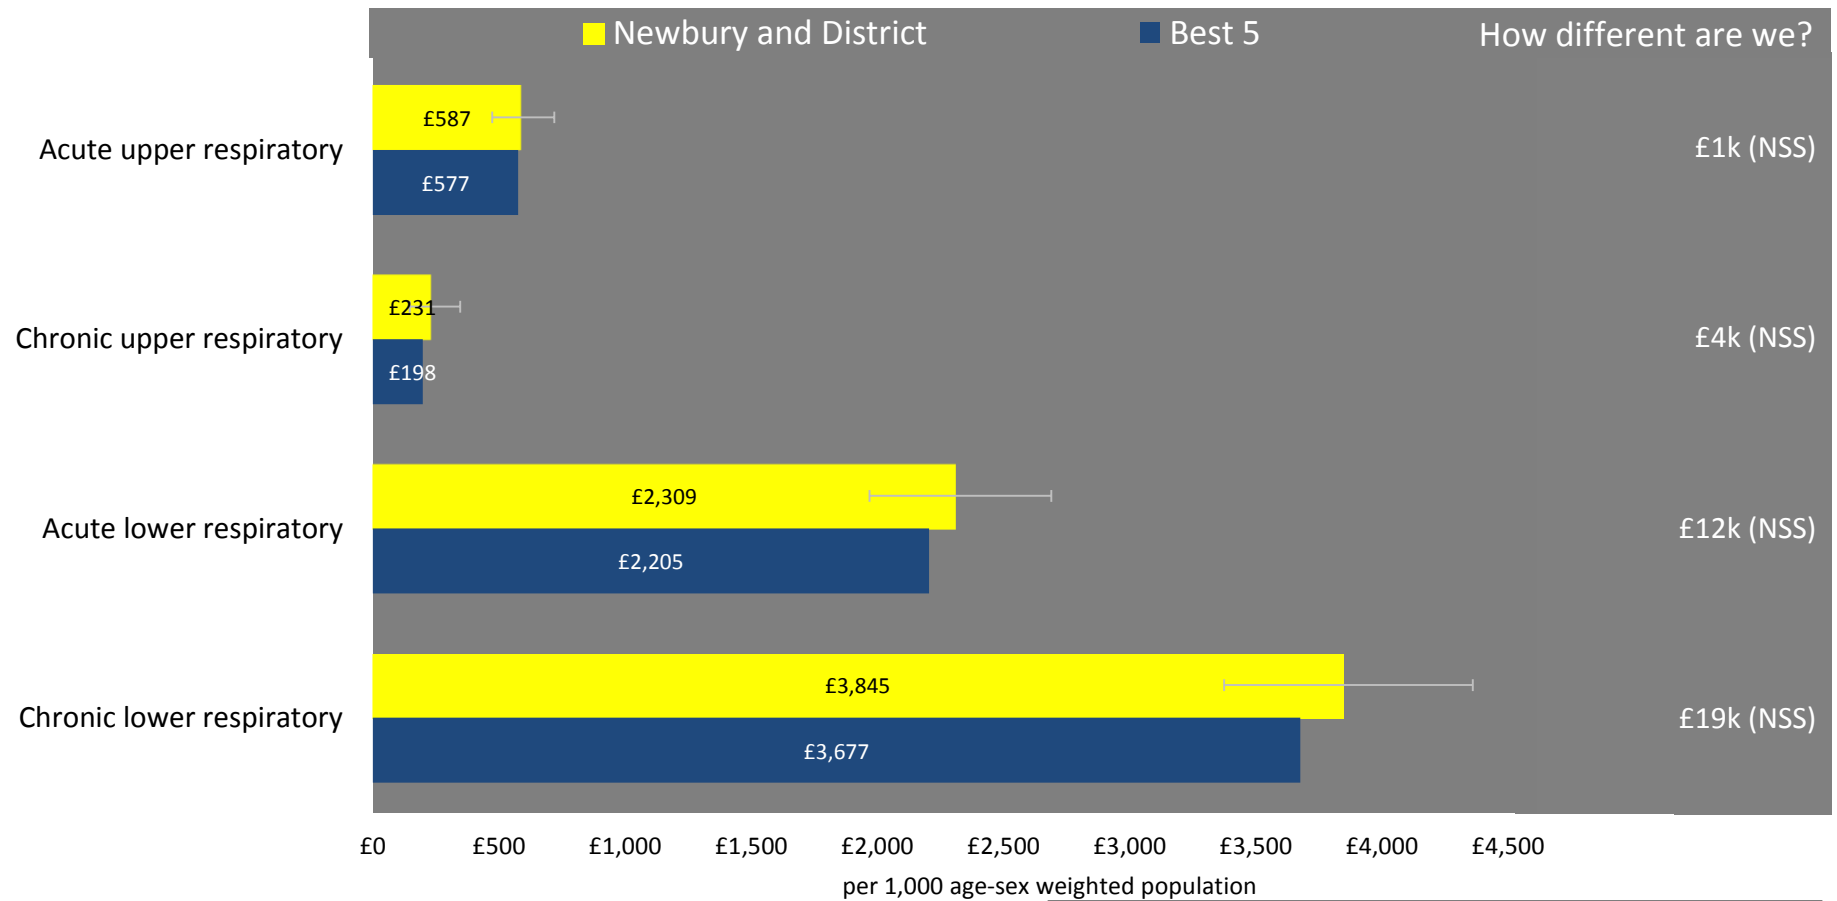 Newbury and District Best 5 How different are we?
Acute upper respiratory £587 £577 £1k (NSS)
Chronic upper respiratory £231 £198 £4k (NSS)
Acute lower respiratory £2,309 £2,205 £12k (NSS)
Chronic lower respiratory £3,845 £3,677 £19k (NSS)
£0 £500 £1,000 £1,500 £2,000 £2,500 £3,000 £3,500 £4,000 £4,500
per 1,000 age-sex weighted population